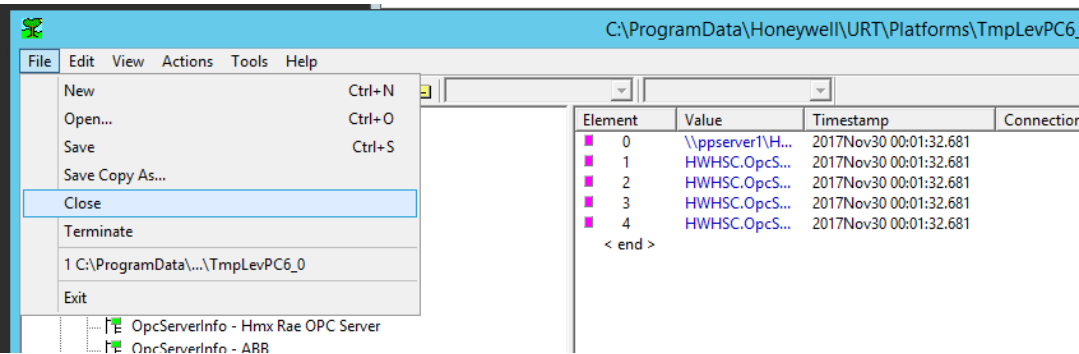 C:\ProgramData\Honeywell\URT\Platforms\TmpLevPC6_
File Edit View Actions Tools Help
New Ctrl+N
Open... Ctrl+O
Save Ctrl+S
Save Copy As...
Close
Terminate
1 C:\ProgramData\...\TmpLevPC6_0
Exit
OpcServerInfo - Hmx Rae OPC Server
OpcServerInfo - ABB
Element Value Timestamp Connection
0 \\ppserver1\H... 2017Nov30 00:01:32.681
1 HWHSC.OpcS... 2017Nov30 00:01:32.681
2 HWHSC.OpcS... 2017Nov30 00:01:32.681
3 HWHSC.OpcS... 2017Nov30 00:01:32.681
4 HWHSC.OpcS... 2017Nov30 00:01:32.681
< end >